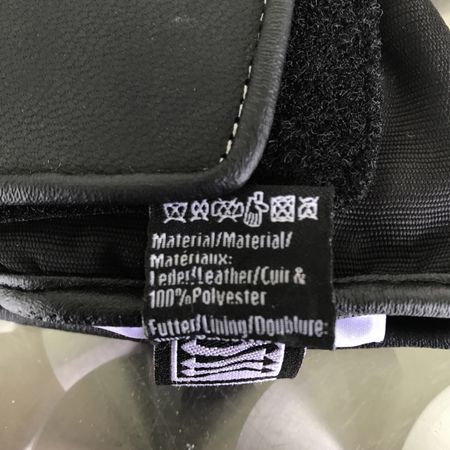 Material/Material/
Matériaux:
Leder/Leather/Cuir &
100%Polyester
Futter/Lining/Doublure: